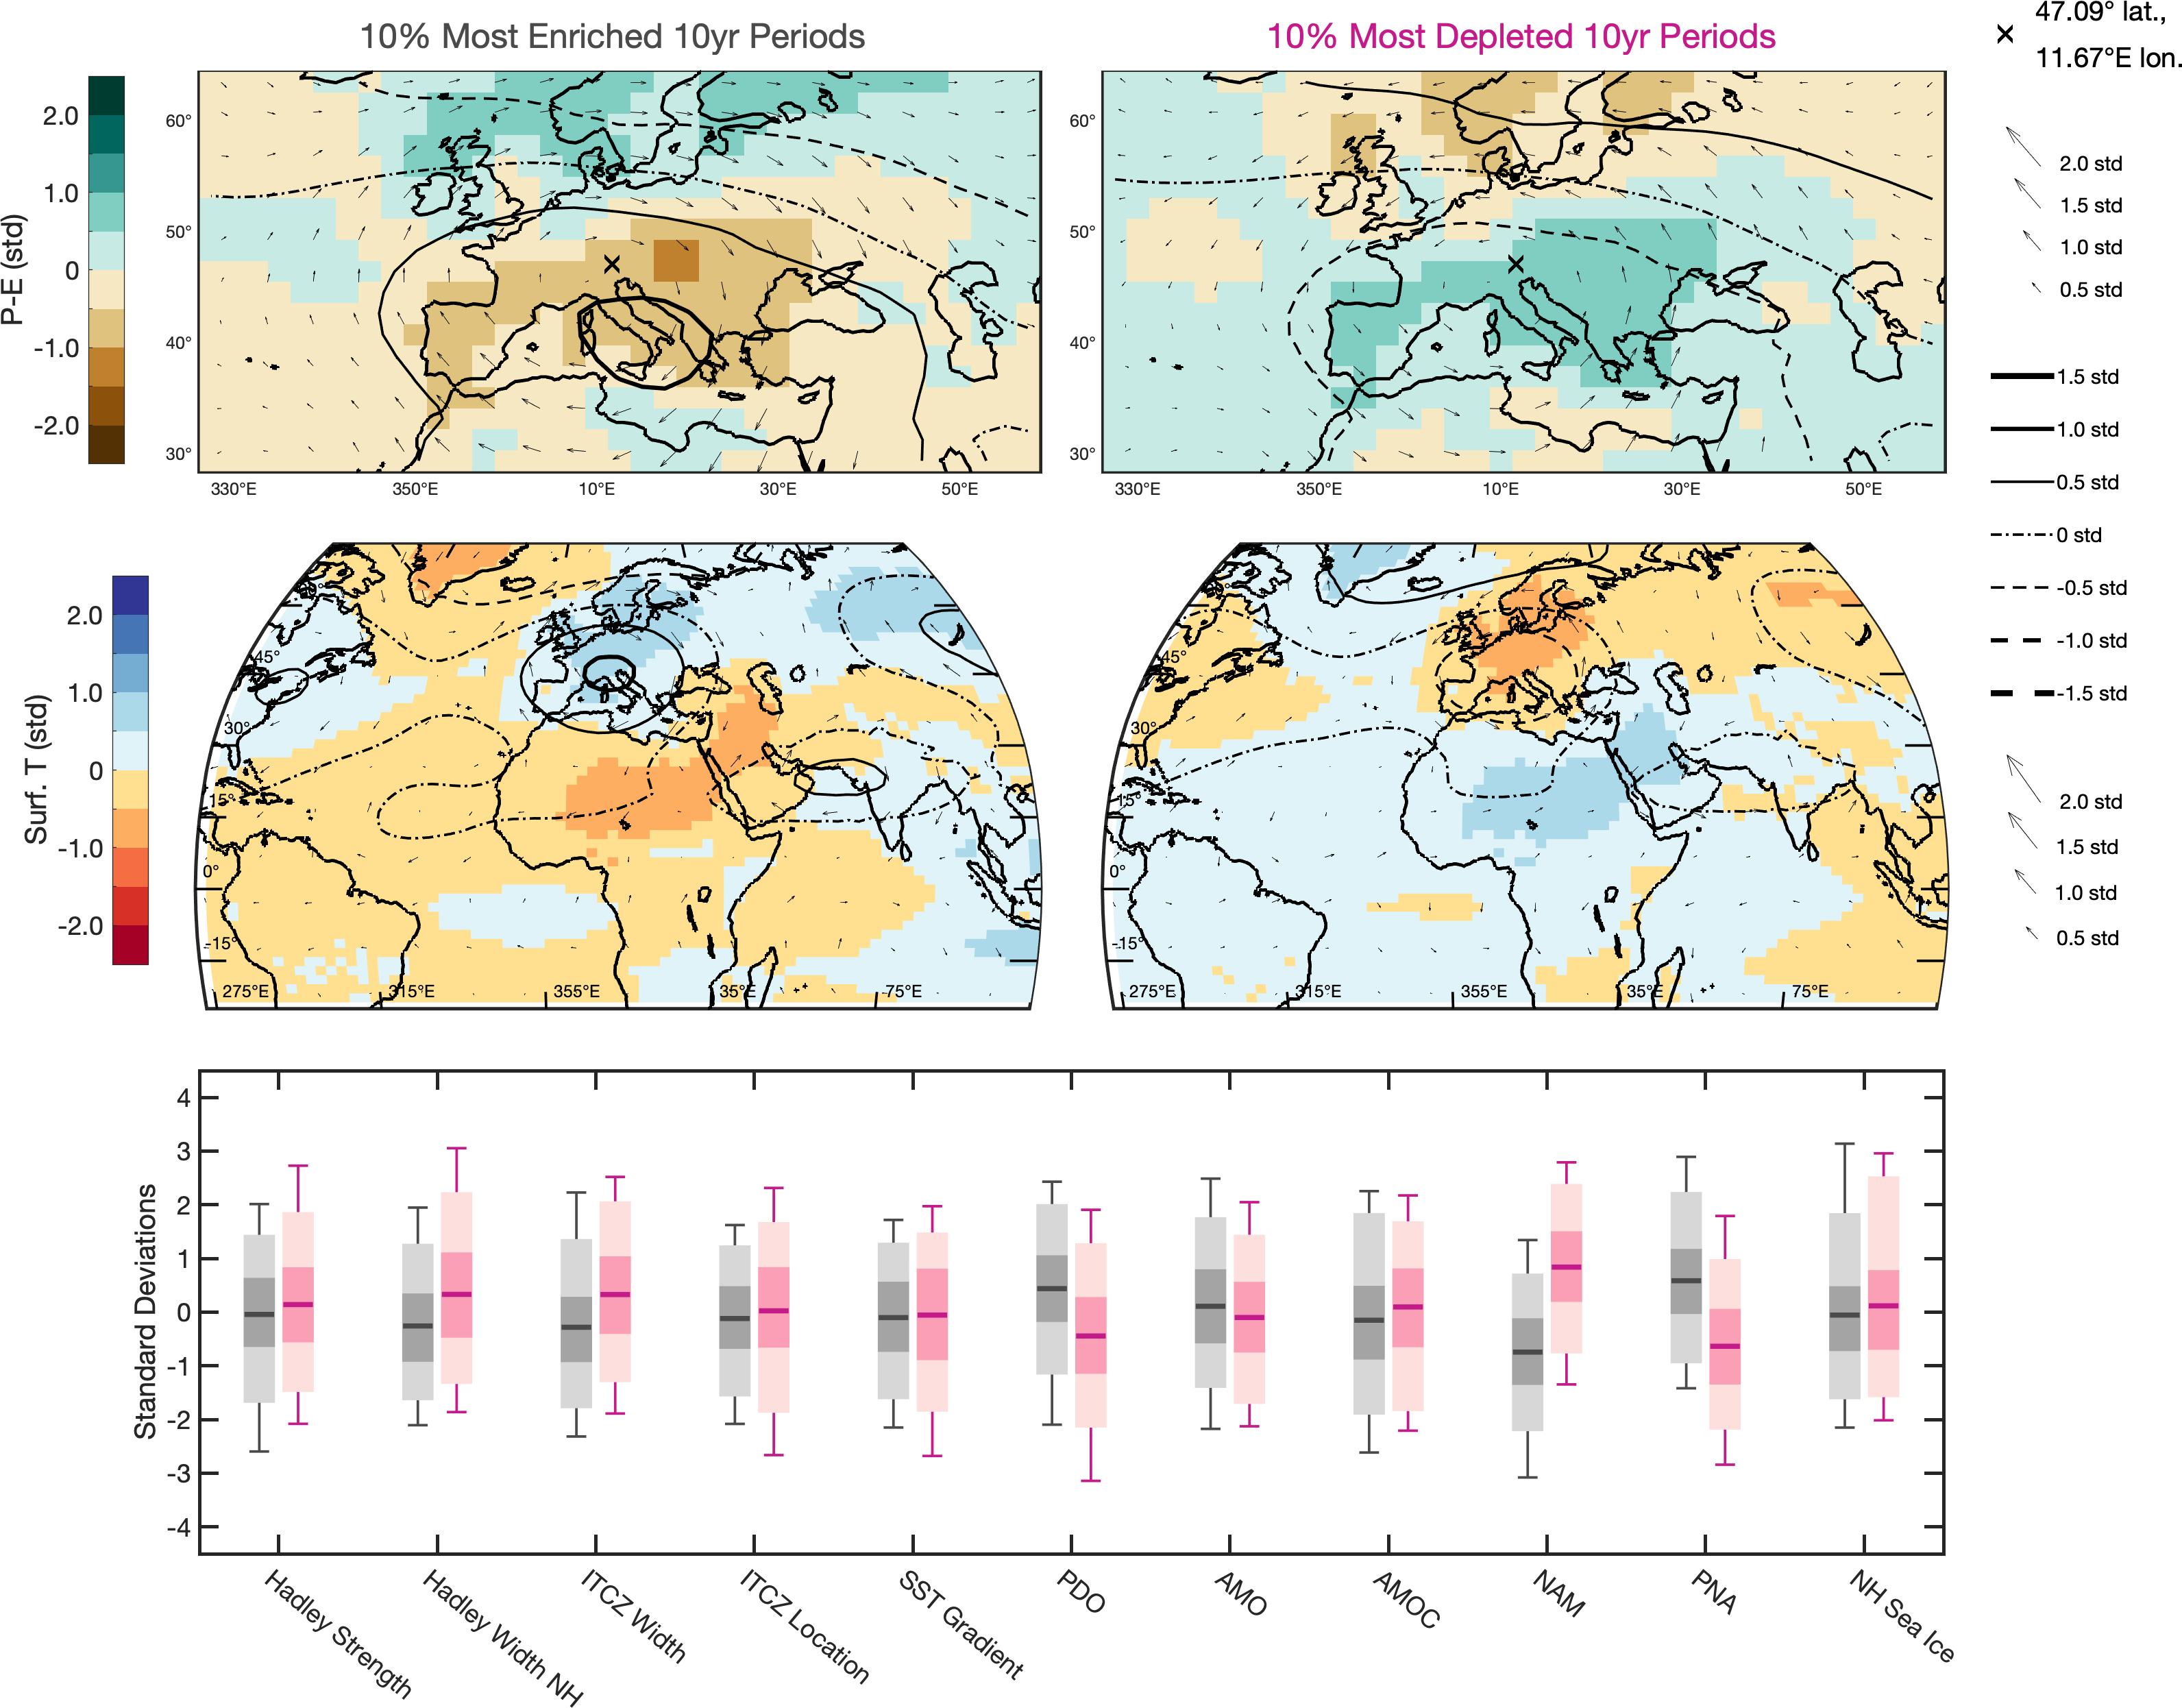 10% Most Enriched 10yr Periods
10% Most Depleted 10yr Periods
47.09° lat.,
11.67°E lon.
P-E (std)
2.0
1.0
0
-1.0
-2.0
60°
50°
40°
30°
330°E
350°E
10°E
30°E
50°E
60°
50°
40°
30°
330°E
350°E
10°E
30°E
50°E
2.0 std
1.5 std
1.0 std
0.5 std
1.5 std
1.0 std
0.5 std
0 std
-0.5 std
-1.0 std
-1.5 std
2.0 std
1.5 std
1.0 std
0.5 std
Surf. T (std)
2.0
1.0
0
-1.0
-2.0
45°
30°
15°
0°
-15°
275°E
315°E
355°E
35°E
75°E
45°
30°
15°
0°
-15°
275°E
315°E
355°E
35°E
75°E
Standard Deviations
4
3
2
1
0
-1
-2
-3
-4
Hadley Strength
Hadley Width NH
ITCZ Width
ITCZ Location
SST Gradient
PDO
AMO
AMOC
NAM
PNA
NH Sea Ice